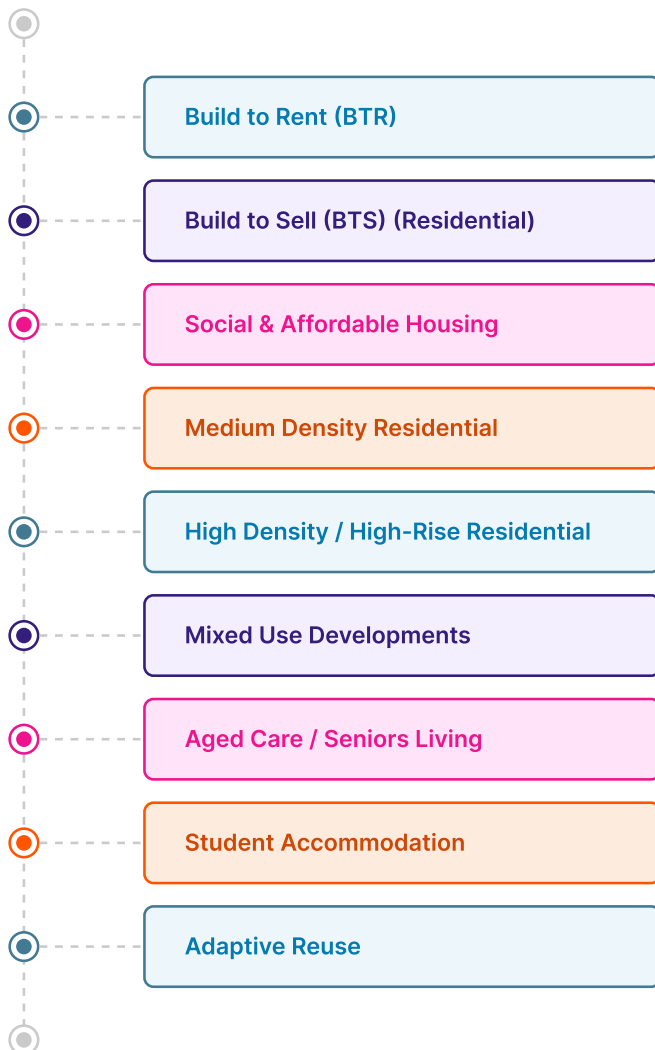 Build to Rent (BTR)
Build to Sell (BTS) (Residential)
Social & Affordable Housing
Medium Density Residential
High Density / High-Rise Residential
Mixed Use Developments
Aged Care / Seniors Living
Student Accommodation
Adaptive Reuse